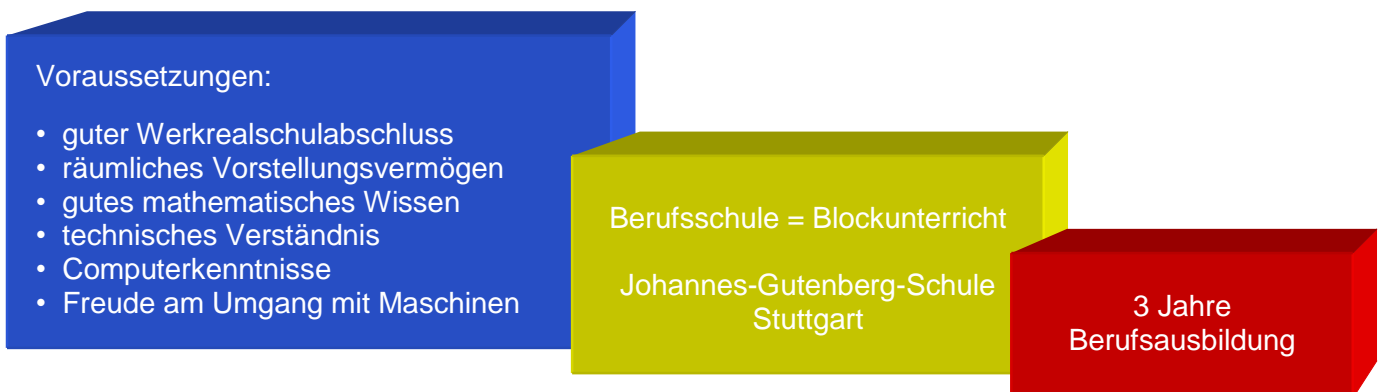 Voraussetzungen:
• guter Werkrealschulabschluss
• räumliches Vorstellungsvermögen
• gutes mathematisches Wissen
• technisches Verständnis
• Computerkenntnisse
• Freude am Umgang mit Maschinen
Berufsschule = Blockunterricht
Johannes-Gutenberg-Schule
Stuttgart
3 Jahre
Berufsausbildung